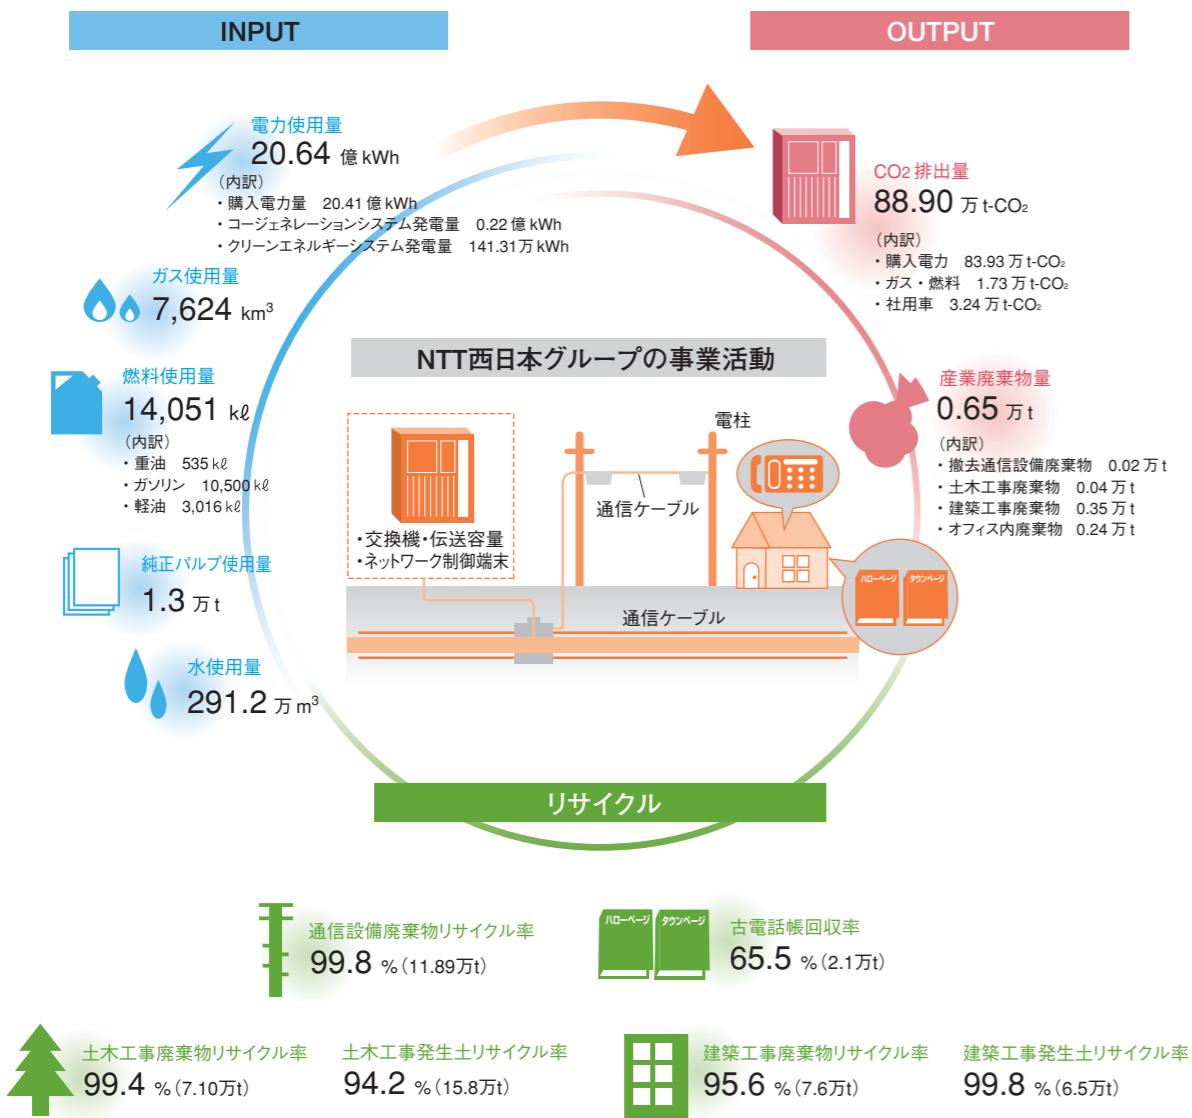 INPUT
OUTPUT
電力使用量
20.64 億 kWh
（内訳）
・購入電力量　20.41 億 kWh
・コージェネレーションシステム発電量　0.22 億 kWh
・クリーンエネルギーシステム発電量　141.31万 kWh
ガス使用量
7,624 km³
燃料使用量
14,051 kℓ
（内訳）
・重油　535 kℓ
・ガソリン　10,500 kℓ
・軽油　3,016 kℓ
純正パルプ使用量
1.3 万 t
水使用量
291.2 万 m³
CO2 排出量
88.90 万 t-CO2
（内訳）
・購入電力　83.93 万 t-CO2
・ガス・燃料　1.73 万 t-CO2
・社用車　3.24 万 t-CO2
産業廃棄物量
0.65 万 t
（内訳）
・撤去通信設備廃棄物　0.02 万 t
・土木工事廃棄物　0.04 万 t
・建築工事廃棄物　0.35 万 t
・オフィス内廃棄物　0.24 万 t
NTT西日本グループの事業活動
電柱
通信ケーブル
・交換機・伝送容量
・ネットワーク制御端末
ハローページ
タウンページ
通信ケーブル
リサイクル
通信設備廃棄物リサイクル率
99.8 %（11.89万t）
ハローページ
タウンページ
古電話帳回収率
65.5 %（2.1万t）
土木工事廃棄物リサイクル率
99.4 %（7.10万t）
土木工事発生土リサイクル率
94.2 %（15.8万t）
建築工事廃棄物リサイクル率
95.6 %（7.6万t）
建築工事発生土リサイクル率
99.8 %（6.5万t）